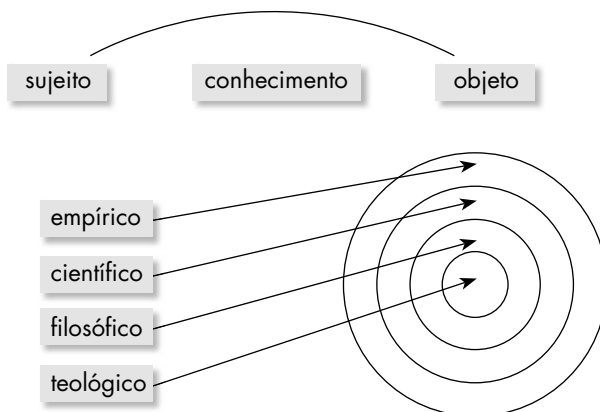 sujeito conhecimento objeto
empírico
científico
filosófico
teológico